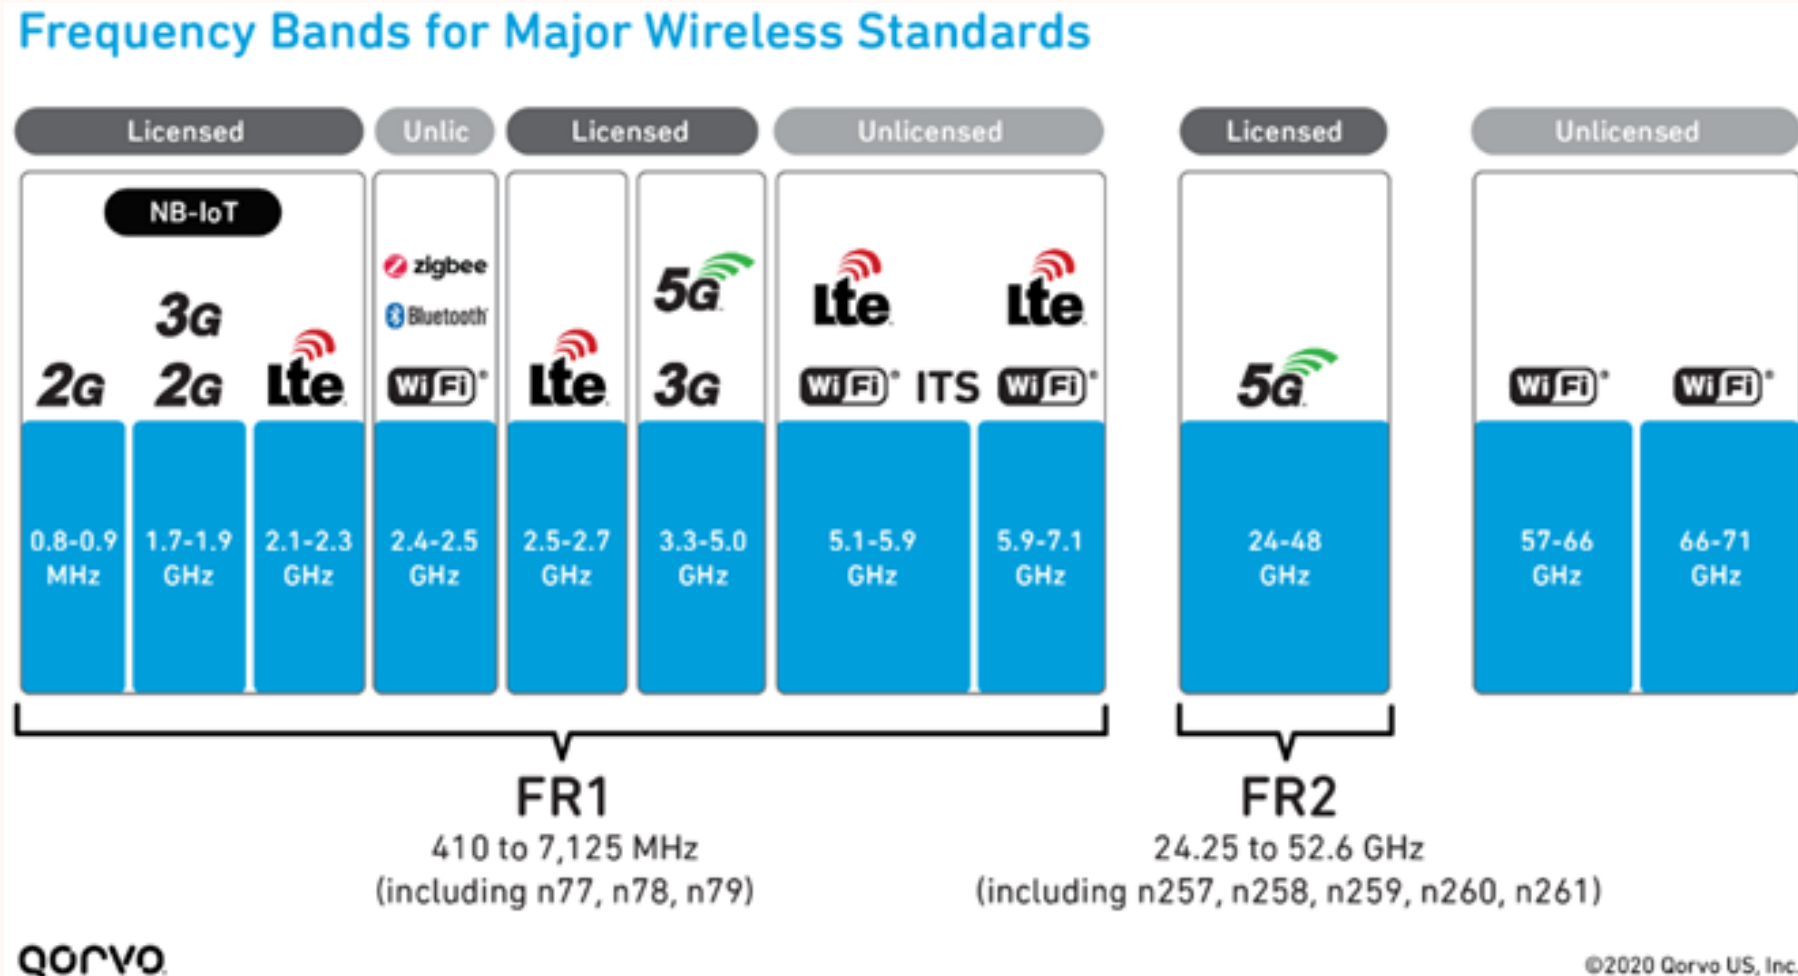 Frequency Bands for Major Wireless Standards
Licensed Unlic Licensed Unlicensed Licensed Unlicensed
NB-IoT
zigbee
Bluetooth
3G 5G Lte Lte
2G 2G Lte WiFi® Lte 3G WiFi® ITS WiFi® 5G WiFi® WiFi®
0.8-0.9 1.7-1.9 2.1-2.3 2.4-2.5 2.5-2.7 3.3-5.0 5.1-5.9 5.9-7.1 24-48 57-66 66-71
MHz GHz GHz GHz GHz GHz GHz GHz GHz GHz GHz
FR1 FR2
410 to 7,125 MHz 24.25 to 52.6 GHz
(including n77, n78, n79) (including n257, n258, n259, n260, n261)
QORVO
©2020 Qorvo US, Inc.